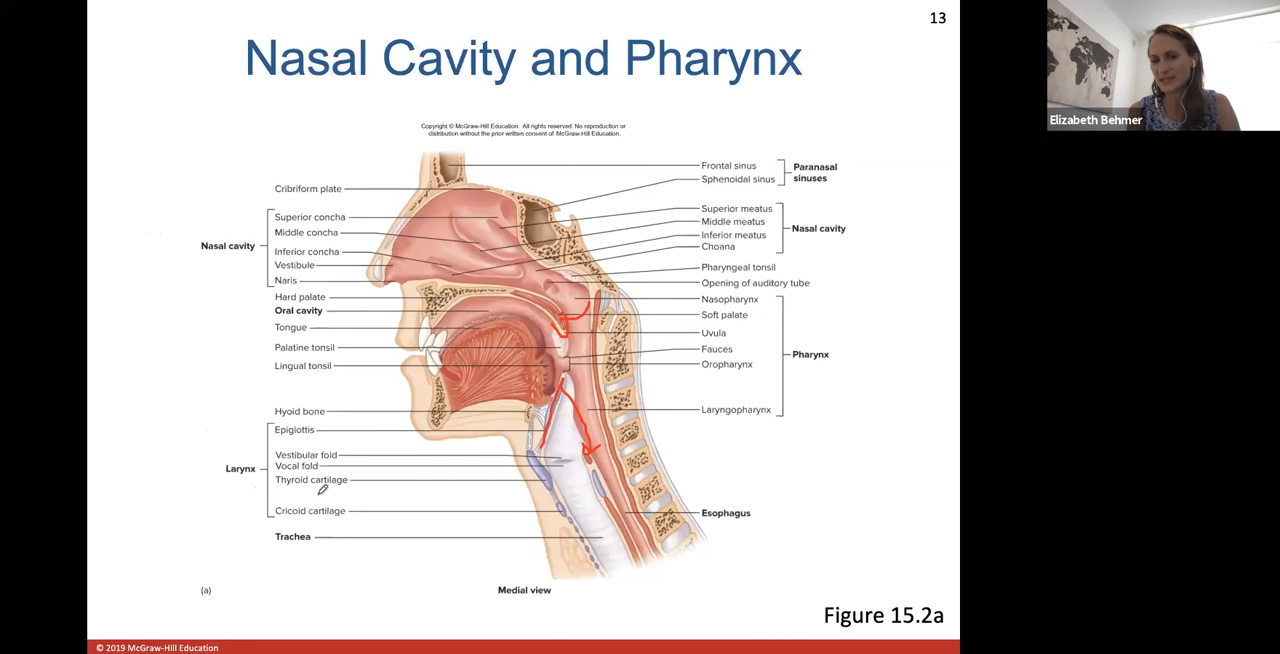 13
Nasal Cavity and Pharynx
Elizabeth Behmer
Copyright © McGraw-Hill Education. All rights reserved. No reproduction or
distribution without the prior written consent of McGraw-Hill Education.
Cribriform plate
Superior concha
Middle concha
Nasal cavity
Inferior concha
Vestibule
Naris
Hard palate
Oral cavity
Tongue
Palatine tonsil
Lingual tonsil
Hyoid bone
Epiglottis
Larynx
Vestibular fold
Vocal fold
Thyroid cartilage
Cricoid cartilage
Trachea
Frontal sinus
Sphenoidal sinus
Paranasal
sinuses
Superior meatus
Middle meatus
Inferior meatus
Choana
Nasal cavity
Pharyngeal tonsil
Opening of auditory tube
Nasopharynx
Soft palate
Uvula
Fauces
Oropharynx
Pharynx
Laryngopharynx
Esophagus
(a)
Medial view
Figure 15.2a
© 2019 McGraw-Hill Education